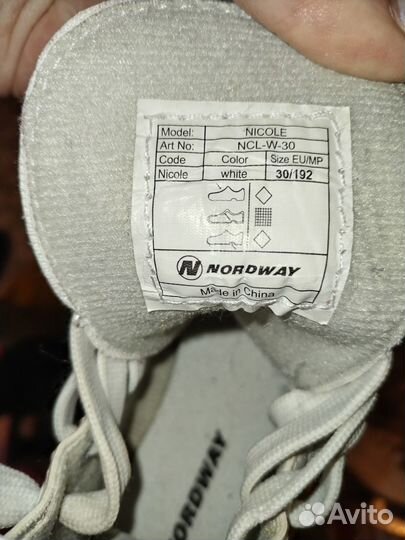 Model: NICOLE
Art No: NCL-W-30
Code Color Size EU/MP
Nicole white 30/192
NORDWAY
Made in China
NORDWAY
Avito